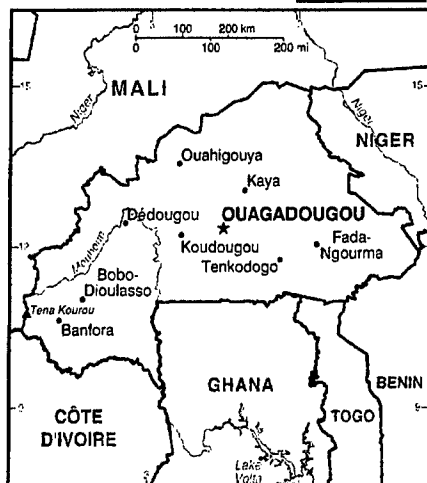 0 100 200 km
0 100 200 mi
15
15
MALI
Niger
Niger
NIGER
Ouahigouya
Kaya
Dédougou
OUAGADOUGOU
Koudougou
Fada-
Ngourma
12
Tenkodogo
Mouhoun
Bobo-
Dioulasso
Tena Kourou
Banfora
GHANA
BENIN
9
9
TOGO
CÔTE
D'IVOIRE
Lake
Volta